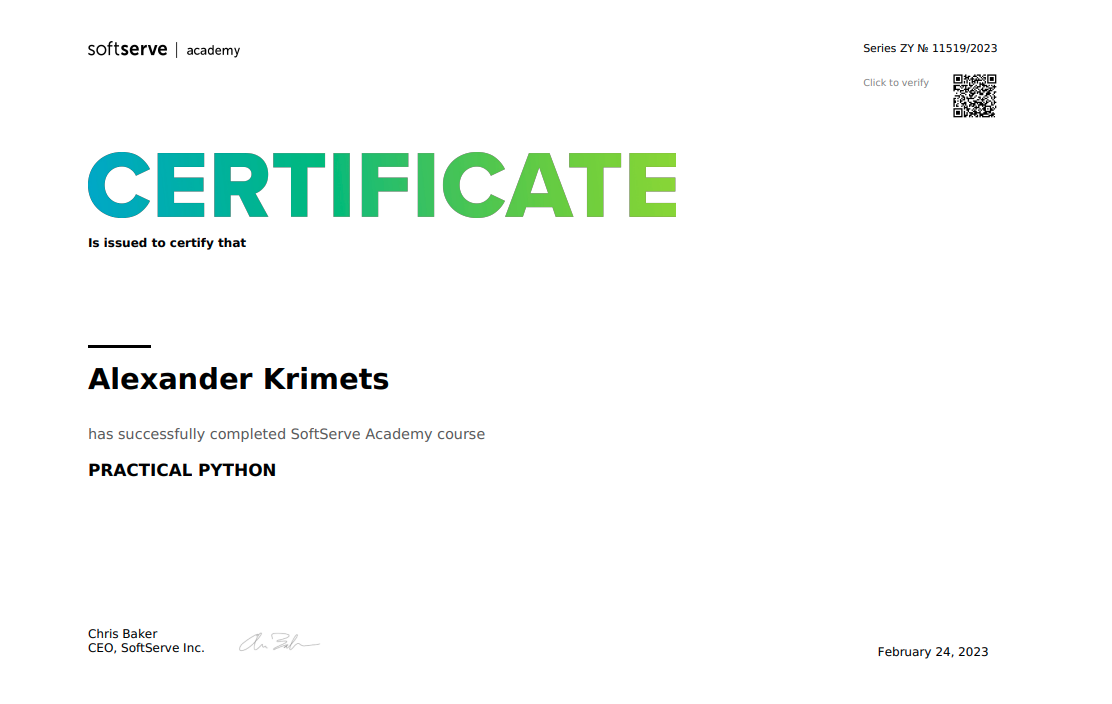 softserve | academy
Series ZY № 11519/2023
Click to verify
CERTIFICATE
Is issued to certify that
Alexander Krimets
has successfully completed SoftServe Academy course
PRACTICAL PYTHON
Chris Baker
CEO, SoftServe Inc.
February 24, 2023